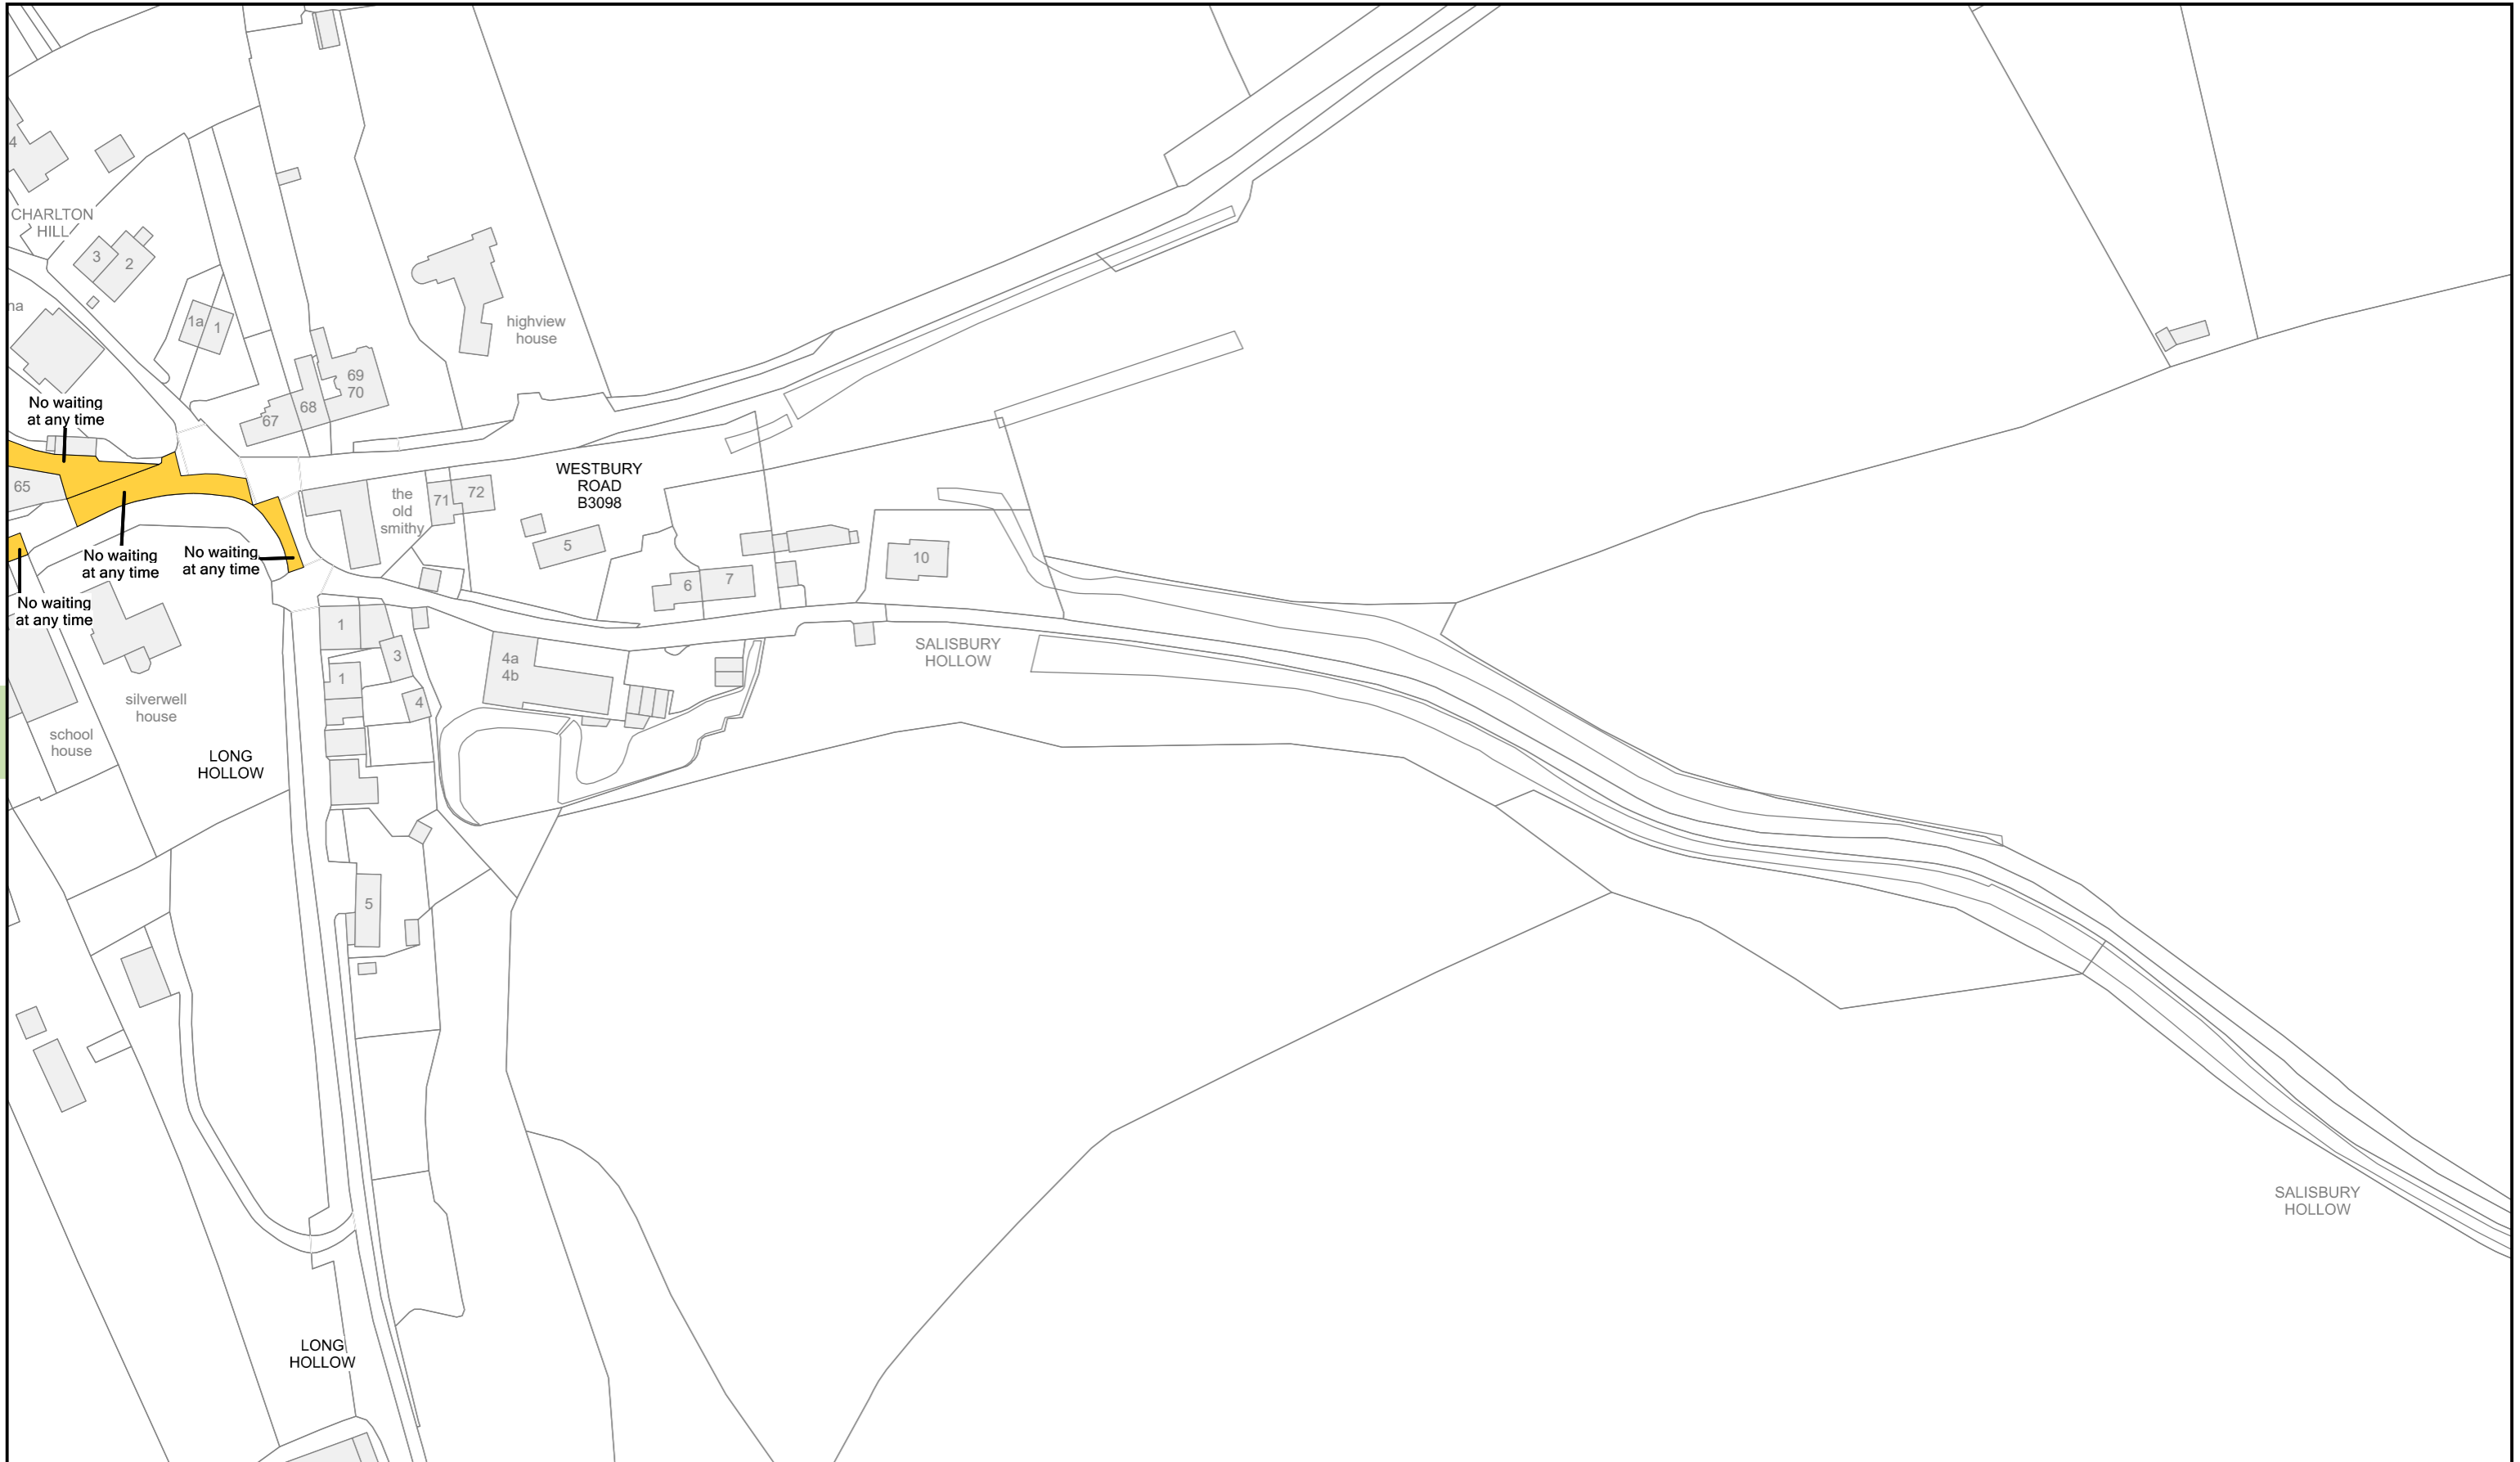 4
CHARLTON
HILL
3
2
na
1a
1
highview
house
69
70
68
67
No waiting
at any time
65
WESTBURY
ROAD
B3098
the
old
smithy
71
72
5
No waiting
at any time
No waiting
at any time
No waiting
at any time
6
7
10
1
3
4a
4b
SALISBURY
HOLLOW
1
4
silverwell
house
school
house
LONG
HOLLOW
5
SALISBURY
HOLLOW
LONG
HOLLOW